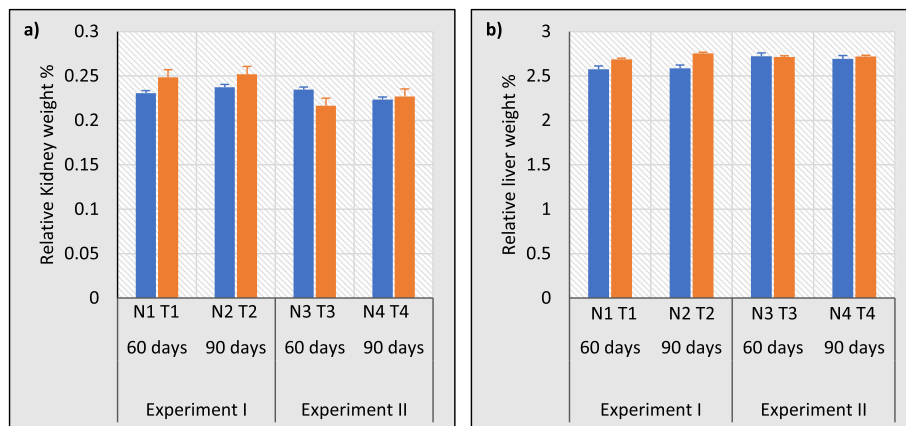 a)
Relative Kidney weight %
0.3
0.25
0.2
0.15
0.1
0.05
0
N1 T1 N2 T2 N3 T3 N4 T4
60 days 90 days 60 days 90 days
Experiment I Experiment II
b)
Relative liver weight %
3
2.5
2
1.5
1
0.5
0
N1 T1 N2 T2 N3 T3 N4 T4
60 days 90 days 60 days 90 days
Experiment I Experiment II